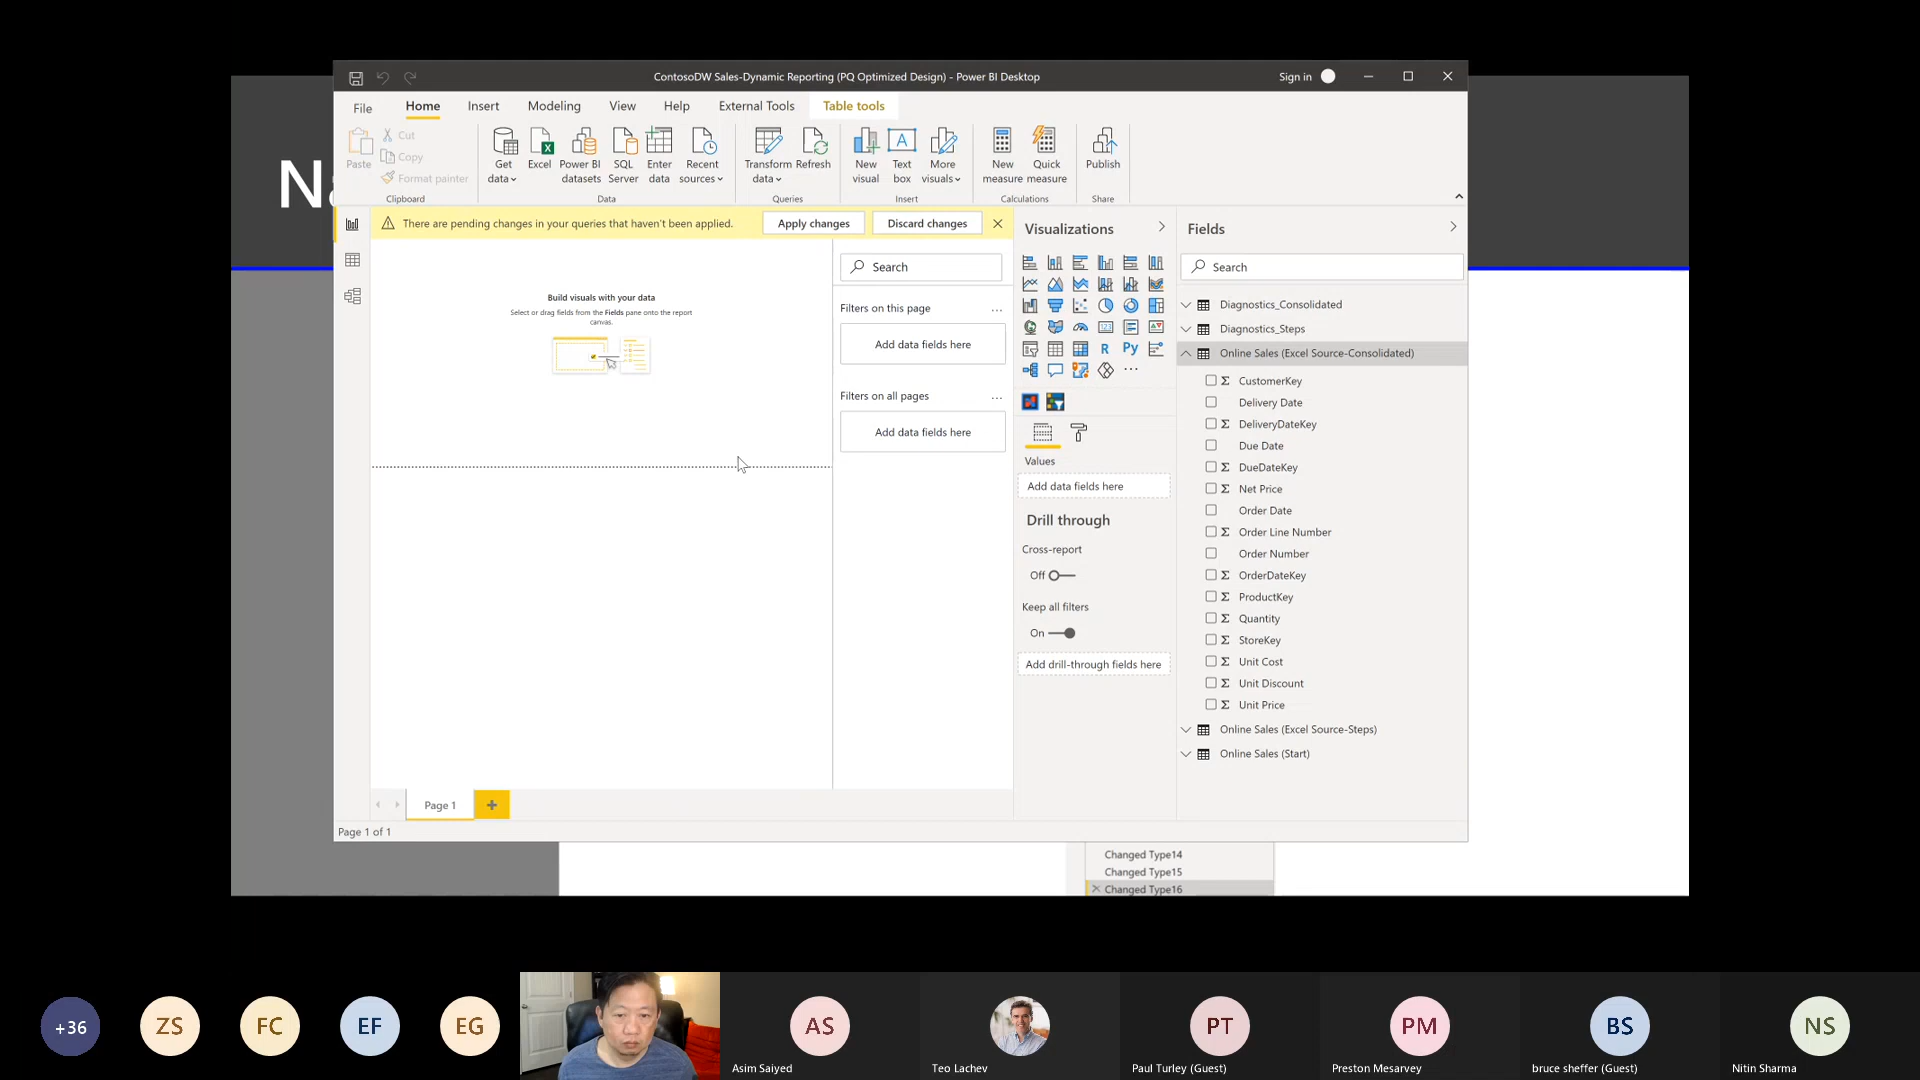 ContosoDW Sales-Dynamic Reporting (PQ Optimized Design) - Power BI Desktop
Sign in
File
Home
Insert
Modeling
View
Help
External Tools
Table tools
Paste
Cut
Copy
Format painter
Get data
Excel
Power BI datasets
SQL Server
Enter data
Recent sources
Transform data
Refresh
New visual
Text box
More visuals
New measure
Quick measure
Publish
Clipboard
Data
Queries
Insert
Calculations
Share
There are pending changes in your queries that haven't been applied.
Apply changes
Discard changes
Build visuals with your data
Select or drag fields from the Fields pane onto the report
canvas.
Search
Filters on this page
...
Add data fields here
Filters on all pages
...
Add data fields here
Visualizations
R
Py
...
Values
Add data fields here
Drill through
Cross-report
Off
Keep all filters
On
Add drill-through fields here
Fields
Search
Diagnostics_Consolidated
Diagnostics_Steps
Online Sales (Excel Source-Consolidated)
CustomerKey
Delivery Date
DeliveryDateKey
Due Date
DueDateKey
Net Price
Order Date
Order Line Number
Order Number
OrderDateKey
ProductKey
Quantity
StoreKey
Unit Cost
Unit Discount
Unit Price
Online Sales (Excel Source-Steps)
Online Sales (Start)
Page 1
Page 1 of 1
Changed Type14
Changed Type15
Changed Type16
+36
ZS
FC
EF
EG
AS
Asim Saiyed
Teo Lachev
PT
Paul Turley (Guest)
PM
Preston Mesarvey
BS
bruce sheffer (Guest)
NS
Nitin Sharma